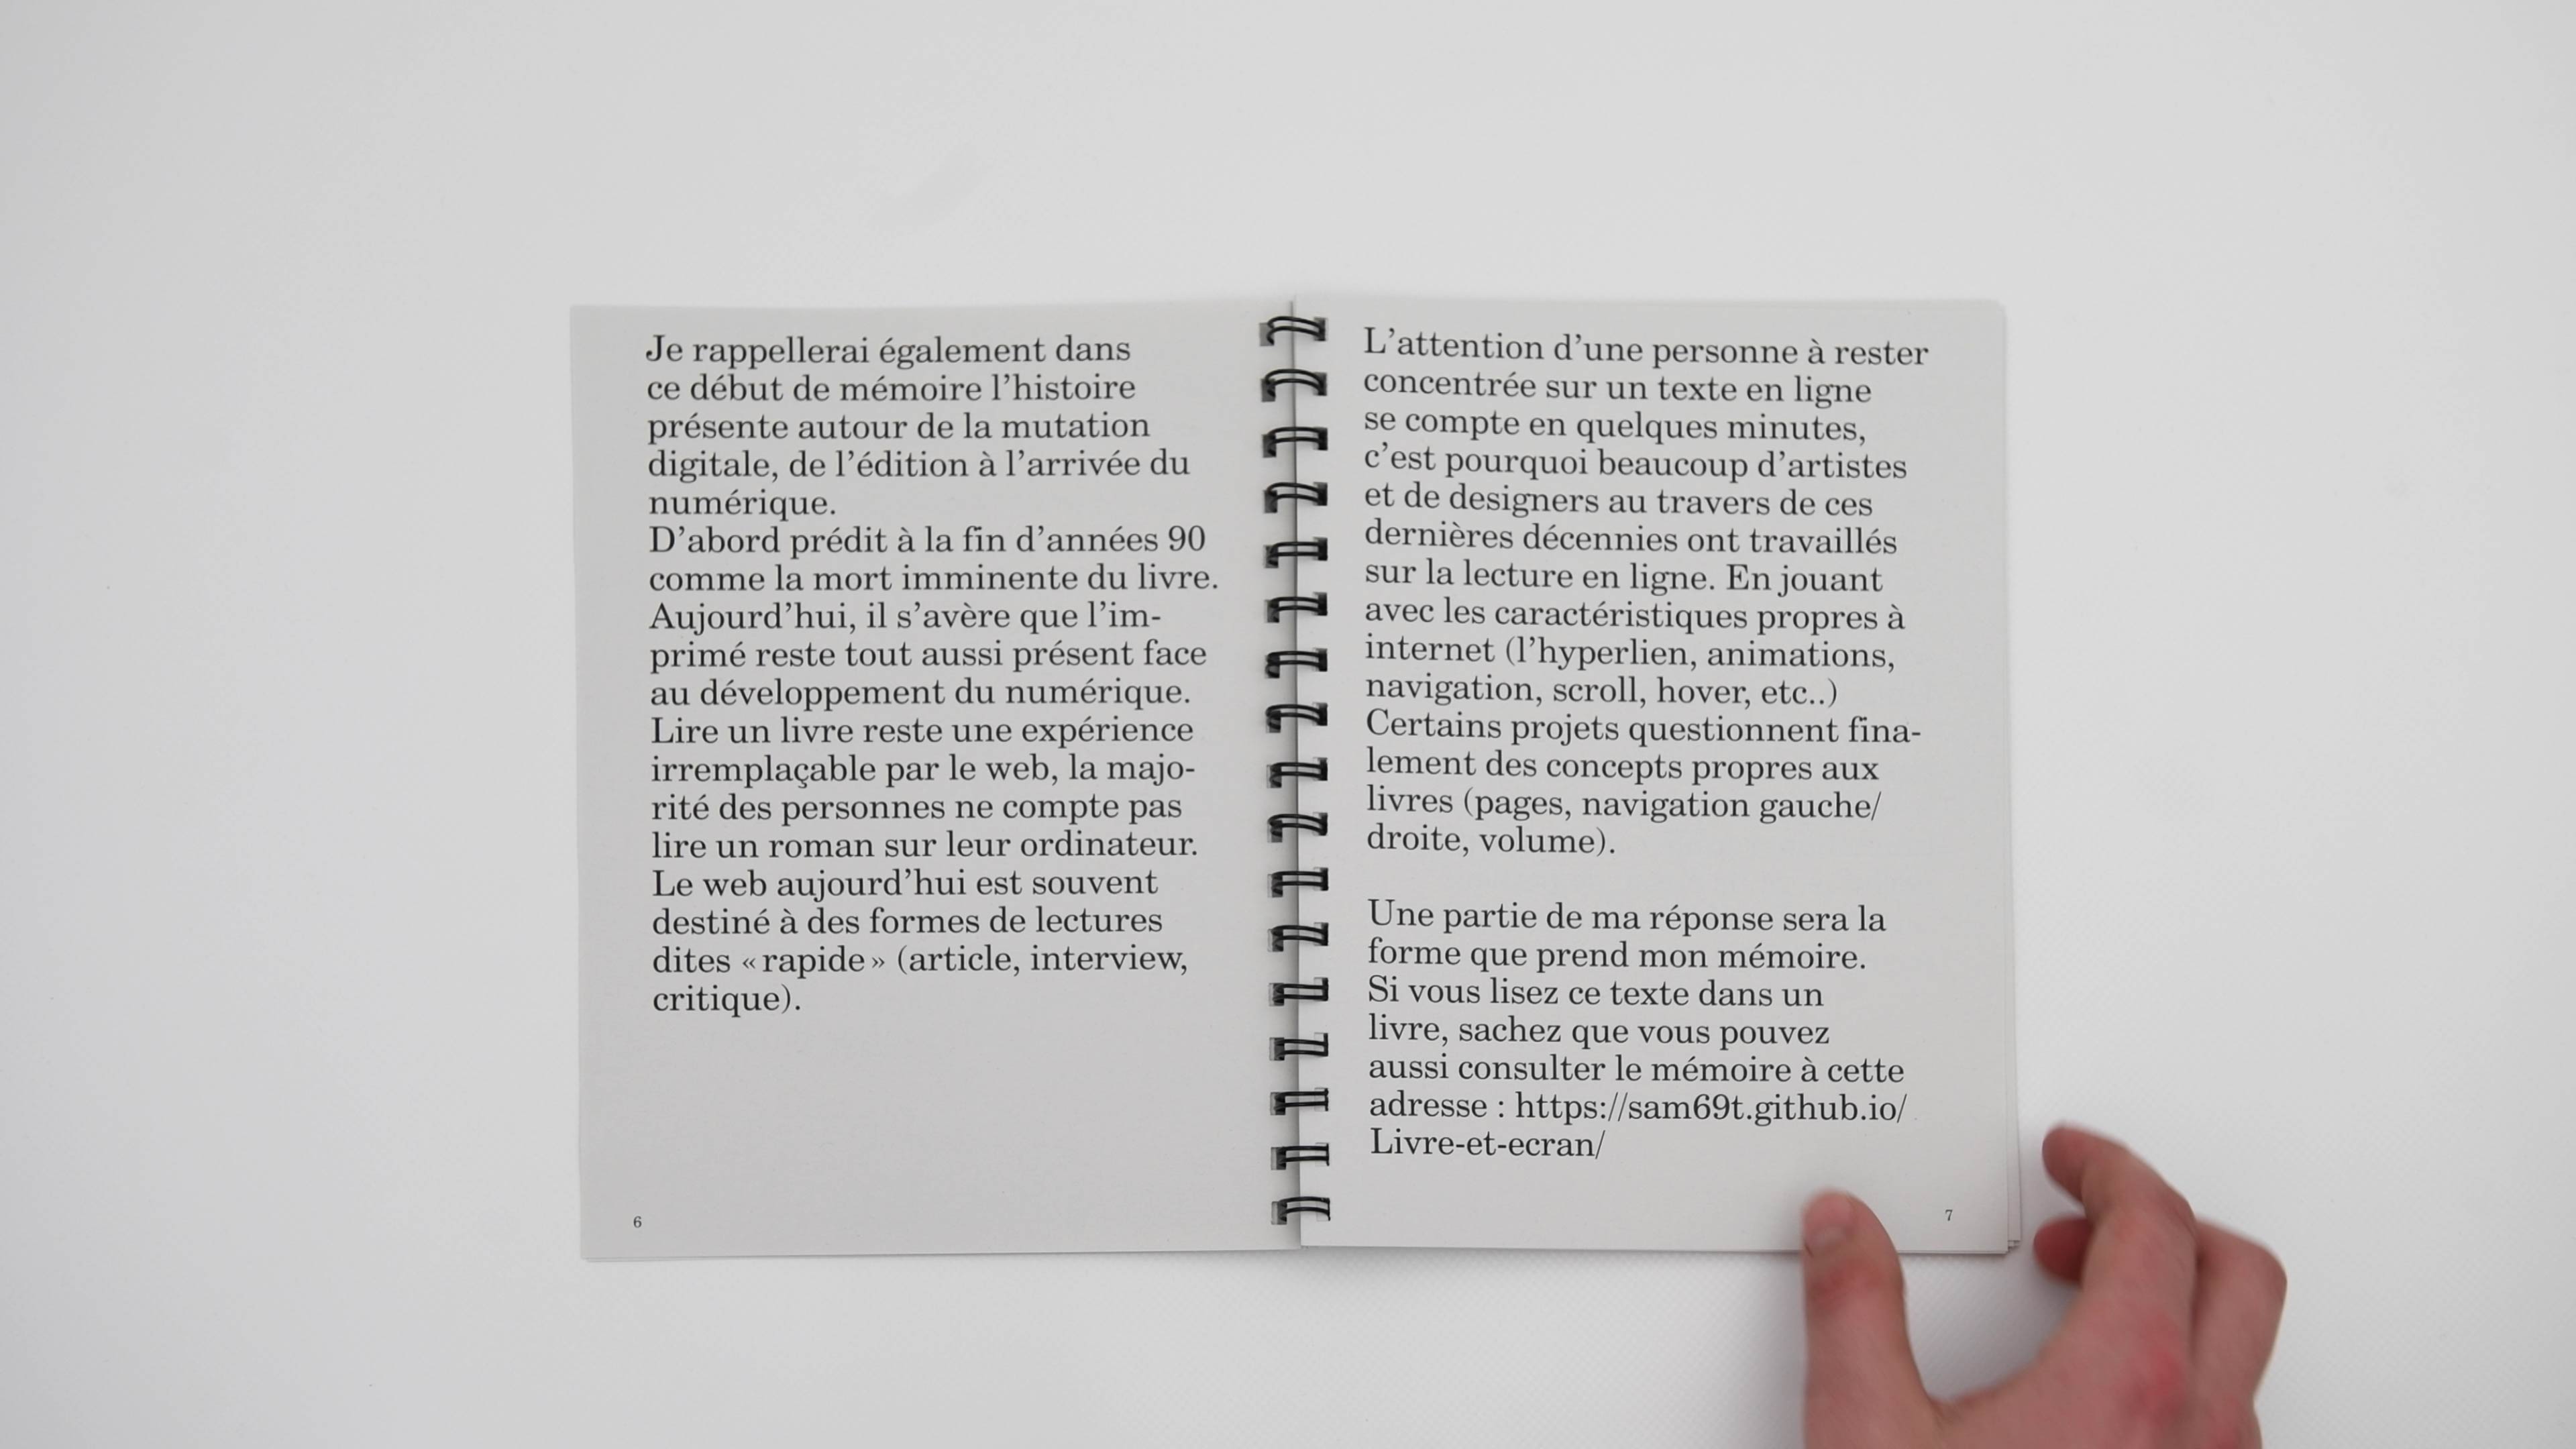 Je rappellerai également dans
ce début de mémoire l’histoire
présente autour de la mutation
digitale, de l’édition à l’arrivée du
numérique.
D’abord prédit à la fin d’années 90
comme la mort imminente du livre.
Aujourd’hui, il s’avère que l’im-
primé reste tout aussi présent face
au développement du numérique.
Lire un livre reste une expérience
irremplaçable par le web, la majo-
rité des personnes ne compte pas
lire un roman sur leur ordinateur.
Le web aujourd’hui est souvent
destiné à des formes de lectures
dites « rapide » (article, interview,
critique).
6
L’attention d’une personne à rester
concentrée sur un texte en ligne
se compte en quelques minutes,
c’est pourquoi beaucoup d’artistes
et de designers au travers de ces
dernières décennies ont travaillés
sur la lecture en ligne. En jouant
avec les caractéristiques propres à
internet (l’hyperlien, animations,
navigation, scroll, hover, etc..)
Certains projets questionnent fina-
lement des concepts propres aux
livres (pages, navigation gauche/
droite, volume).
Une partie de ma réponse sera la
forme que prend mon mémoire.
Si vous lisez ce texte dans un
livre, sachez que vous pouvez
aussi consulter le mémoire à cette
adresse : https://sam69t.github.io/
Livre-et-ecran/
7